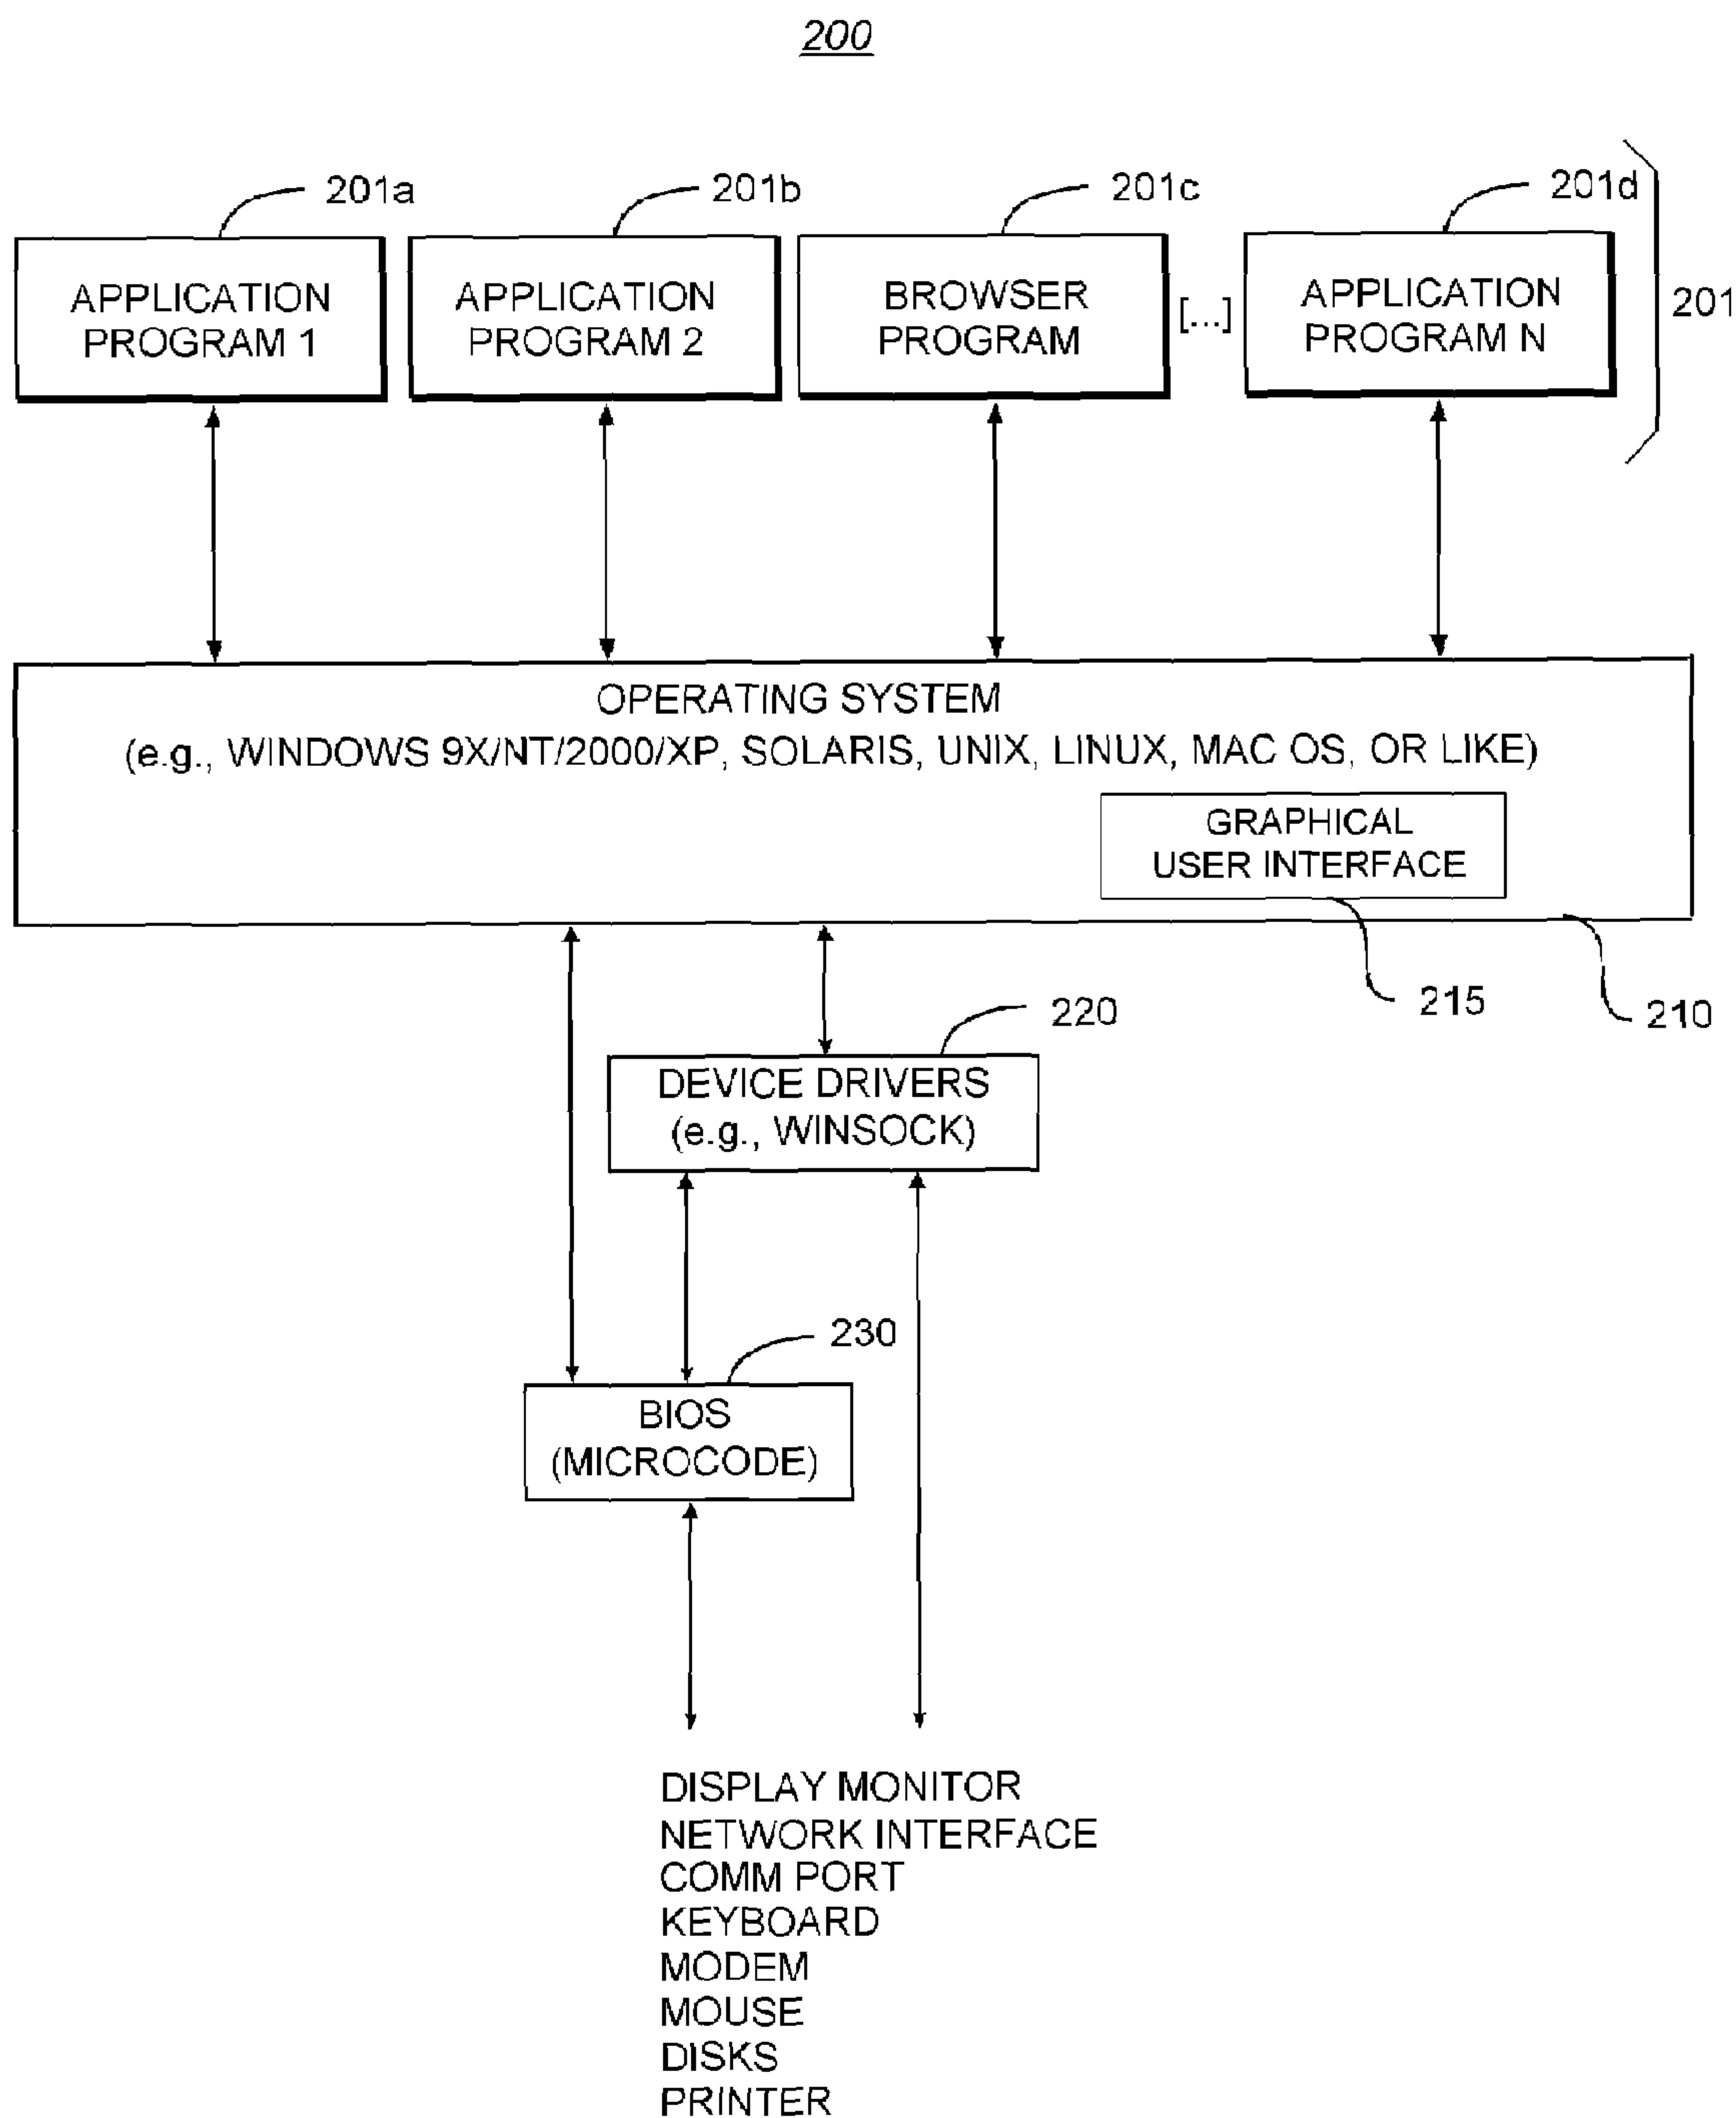 200
201a
201b
201c
201d
APPLICATION
PROGRAM 1
APPLICATION
PROGRAM 2
BROWSER
PROGRAM
[...]
APPLICATION
PROGRAM N
201
OPERATING SYSTEM
(e.g., WINDOWS 9X/NT/2000/XP, SOLARIS, UNIX, LINUX, MAC OS, OR LIKE)
GRAPHICAL
USER INTERFACE
215
210
220
DEVICE DRIVERS
(e.g., WINSOCK)
230
BIOS
(MICROCODE)
DISPLAY MONITOR
NETWORK INTERFACE
COMM PORT
KEYBOARD
MODEM
MOUSE
DISKS
PRINTER